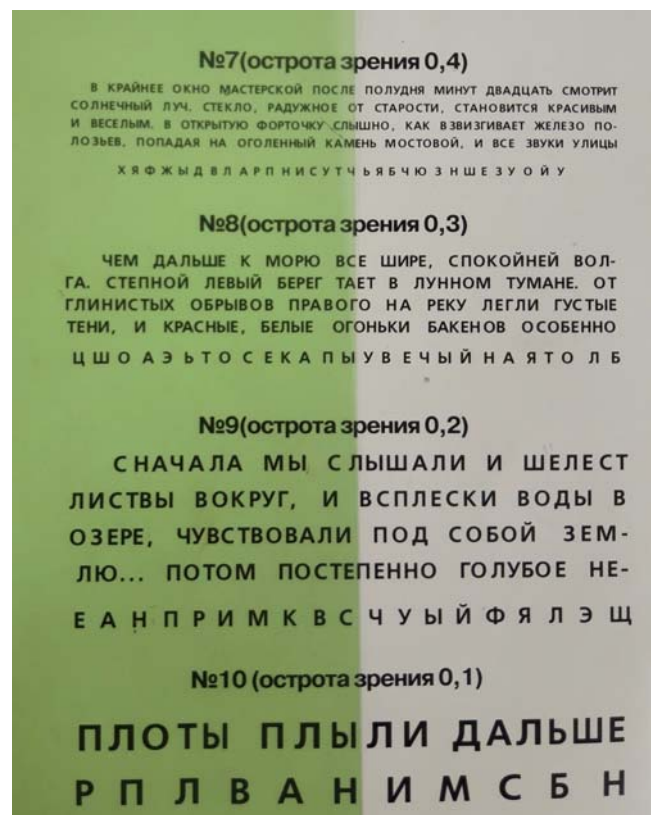 №7(острота зрения 0,4)
В КРАЙНЕЕ ОКНО МАСТЕРСКОЙ ПОСЛЕ ПОЛУДНЯ МИНУТ ДВАДЦАТЬ СМОТРИТ
СОЛНЕЧНЫЙ ЛУЧ. СТЕКЛО, РАДУЖНОЕ ОТ СТАРОСТИ, СТАНОВИТСЯ КРАСИВЫМ
И ВЕСЕЛЫМ. В ОТКРЫТУЮ ФОРТОЧКУ СЛЫШНО, КАК ВЗВИЗГИВАЕТ ЖЕЛЕЗО ПО-
ЛОЗЬЕВ, ПОПАДАЯ НА ОГОЛЕННЫЙ КАМЕНЬ МОСТОВОЙ, И ВСЕ ЗВУКИ УЛИЦЫ
Х Я Ф Ж Ы Д В Л А Р П Н И С У Т Ч Ь Я Б Ч Ю З Н Ш Е З У О Й У
№8(острота зрения 0,3)
ЧЕМ ДАЛЬШЕ К МОРЮ ВСЕ ШИРЕ, СПОКОЙНЕЙ ВОЛ-
ГА. СТЕПНОЙ ЛЕВЫЙ БЕРЕГ ТАЕТ В ЛУННОМ ТУМАНЕ. ОТ
ГЛИНИСТЫХ ОБРЫВОВ ПРАВОГО НА РЕКУ ЛЕГЛИ ГУСТЫЕ
ТЕНИ, И КРАСНЫЕ, БЕЛЫЕ ОГОНЬКИ БАКЕНОВ ОСОБЕННО
Ц Ш О А Э Ь Т О С Е К А П Ы У В Е Ч Ы Й Н А Я Т О Л Б
№9(острота зрения 0,2)
СНАЧАЛА МЫ СЛЫШАЛИ И ШЕЛЕСТ
ЛИСТВЫ ВОКРУГ, И ВСПЛЕСКИ ВОДЫ В
ОЗЕРЕ, ЧУВСТВОВАЛИ ПОД СОБОЙ ЗЕМ-
ЛЮ... ПОТОМ ПОСТЕПЕННО ГОЛУБОЕ НЕ-
Е А Н П Р И М К В С Ч У Ы Й Ф Я Л Э Щ
№10 (острота зрения 0,1)
ПЛОТЫ ПЛЫЛИ ДАЛЬШЕ
Р П Л В А Н И М С Б Н